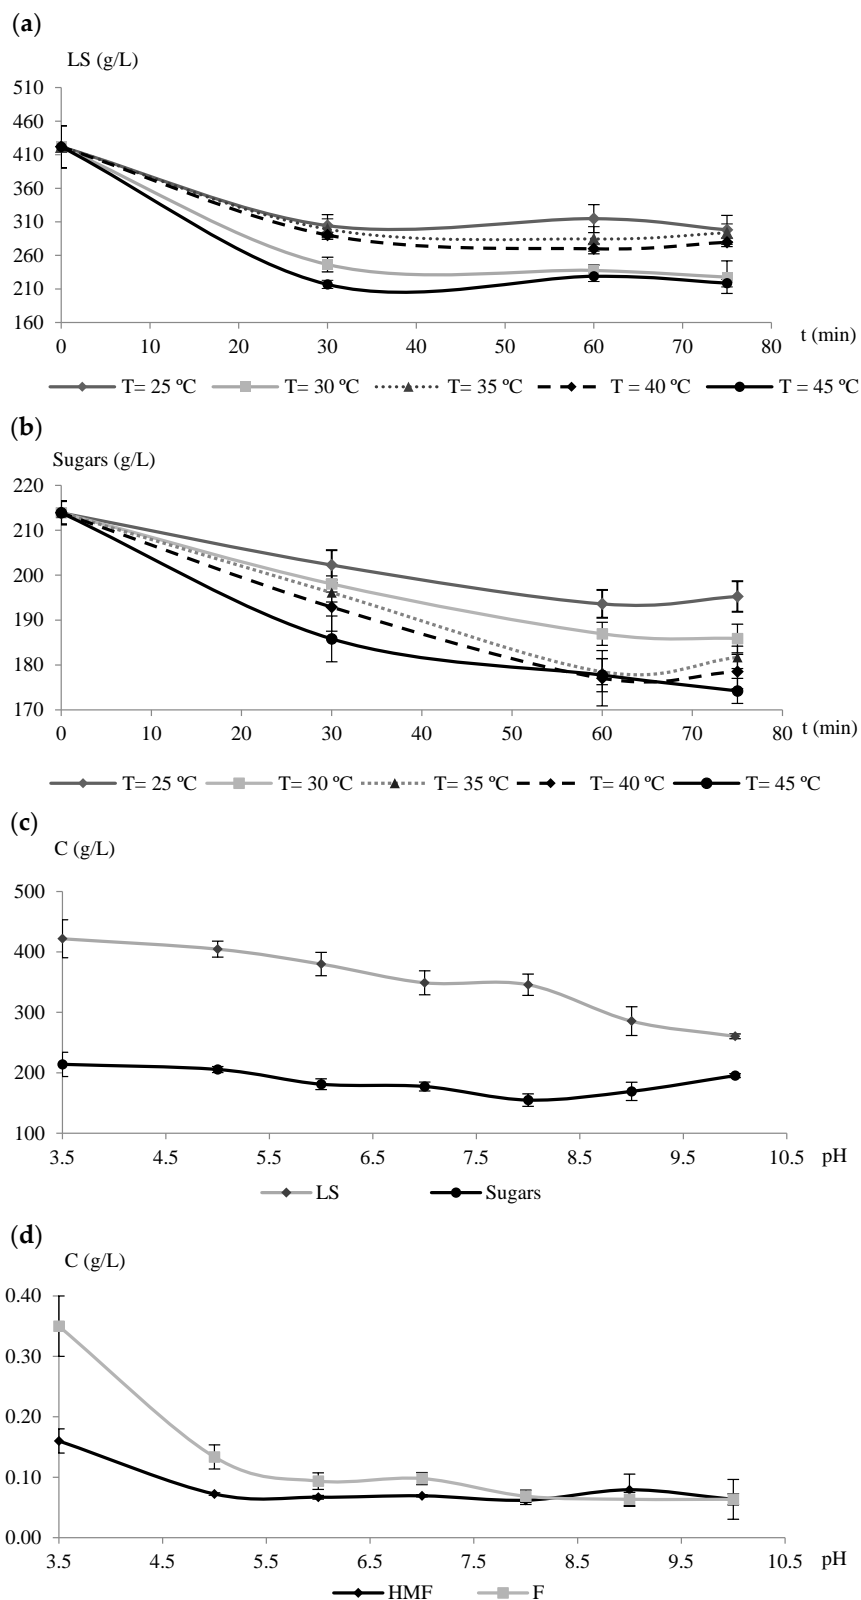 (a)
LS (g/L)
510
460
410
360
310
260
210
160
0 10 20 30 40 50 60 70 80 t (min)
T= 25 ºC T= 30 ºC T= 35 ºC T = 40 ºC T = 45 ºC
(b)
Sugars (g/L)
220
210
200
190
180
170
0 10 20 30 40 50 60 70 80 t (min)
T= 25 ºC T= 30 ºC T= 35 ºC T= 40 ºC T= 45 ºC
(c)
C (g/L)
500
400
300
200
100
3.5 4.5 5.5 6.5 7.5 8.5 9.5 10.5 pH
LS Sugars
(d)
C (g/L)
0.40
0.30
0.20
0.10
0.00
3.5 4.5 5.5 6.5 7.5 8.5 9.5 10.5 pH
HMF F